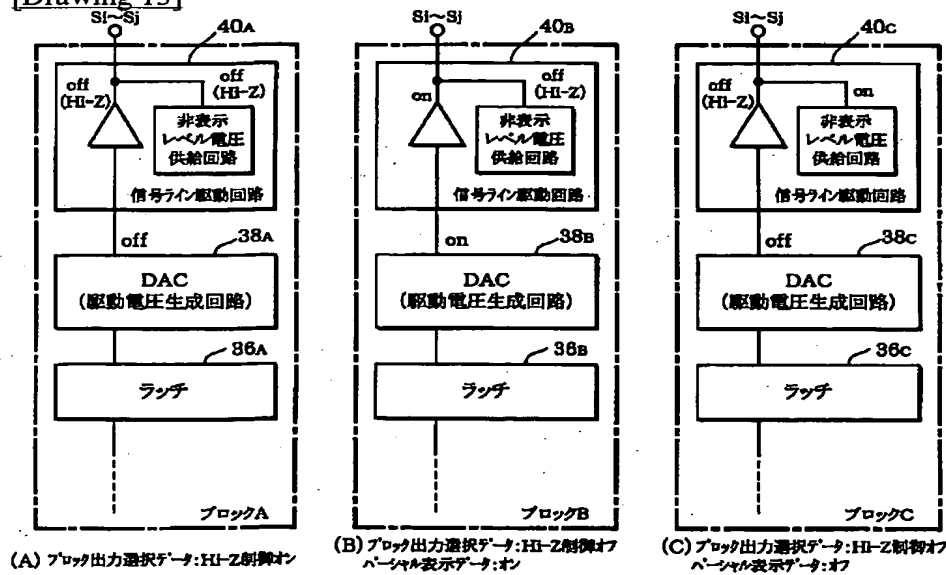 [Drawing 13]
Si~Sj
40A
off
(Hi-Z)
off
(Hi-Z)
非表示
レベル電圧
供給回路
信号ライン駆動回路
off
38A
DAC
(駆動電圧生成回路)
36A
ラッチ
ブロックA
(A) ブロック出力選択データ:Hi-Z制御オン
Si~Sj
40B
on
off
(Hi-Z)
非表示
レベル電圧
供給回路
信号ライン駆動回路
on
38B
DAC
(駆動電圧生成回路)
36B
ラッチ
ブロックB
(B) ブロック出力選択データ:Hi-Z制御オフ
パーシャル表示データ:オン
Si~Sj
40C
off
(Hi-Z)
on
非表示
レベル電圧
供給回路
信号ライン駆動回路
off
38C
DAC
(駆動電圧生成回路)
36C
ラッチ
ブロックC
(C) ブロック出力選択データ:Hi-Z制御オフ
パーシャル表示データ:オフ